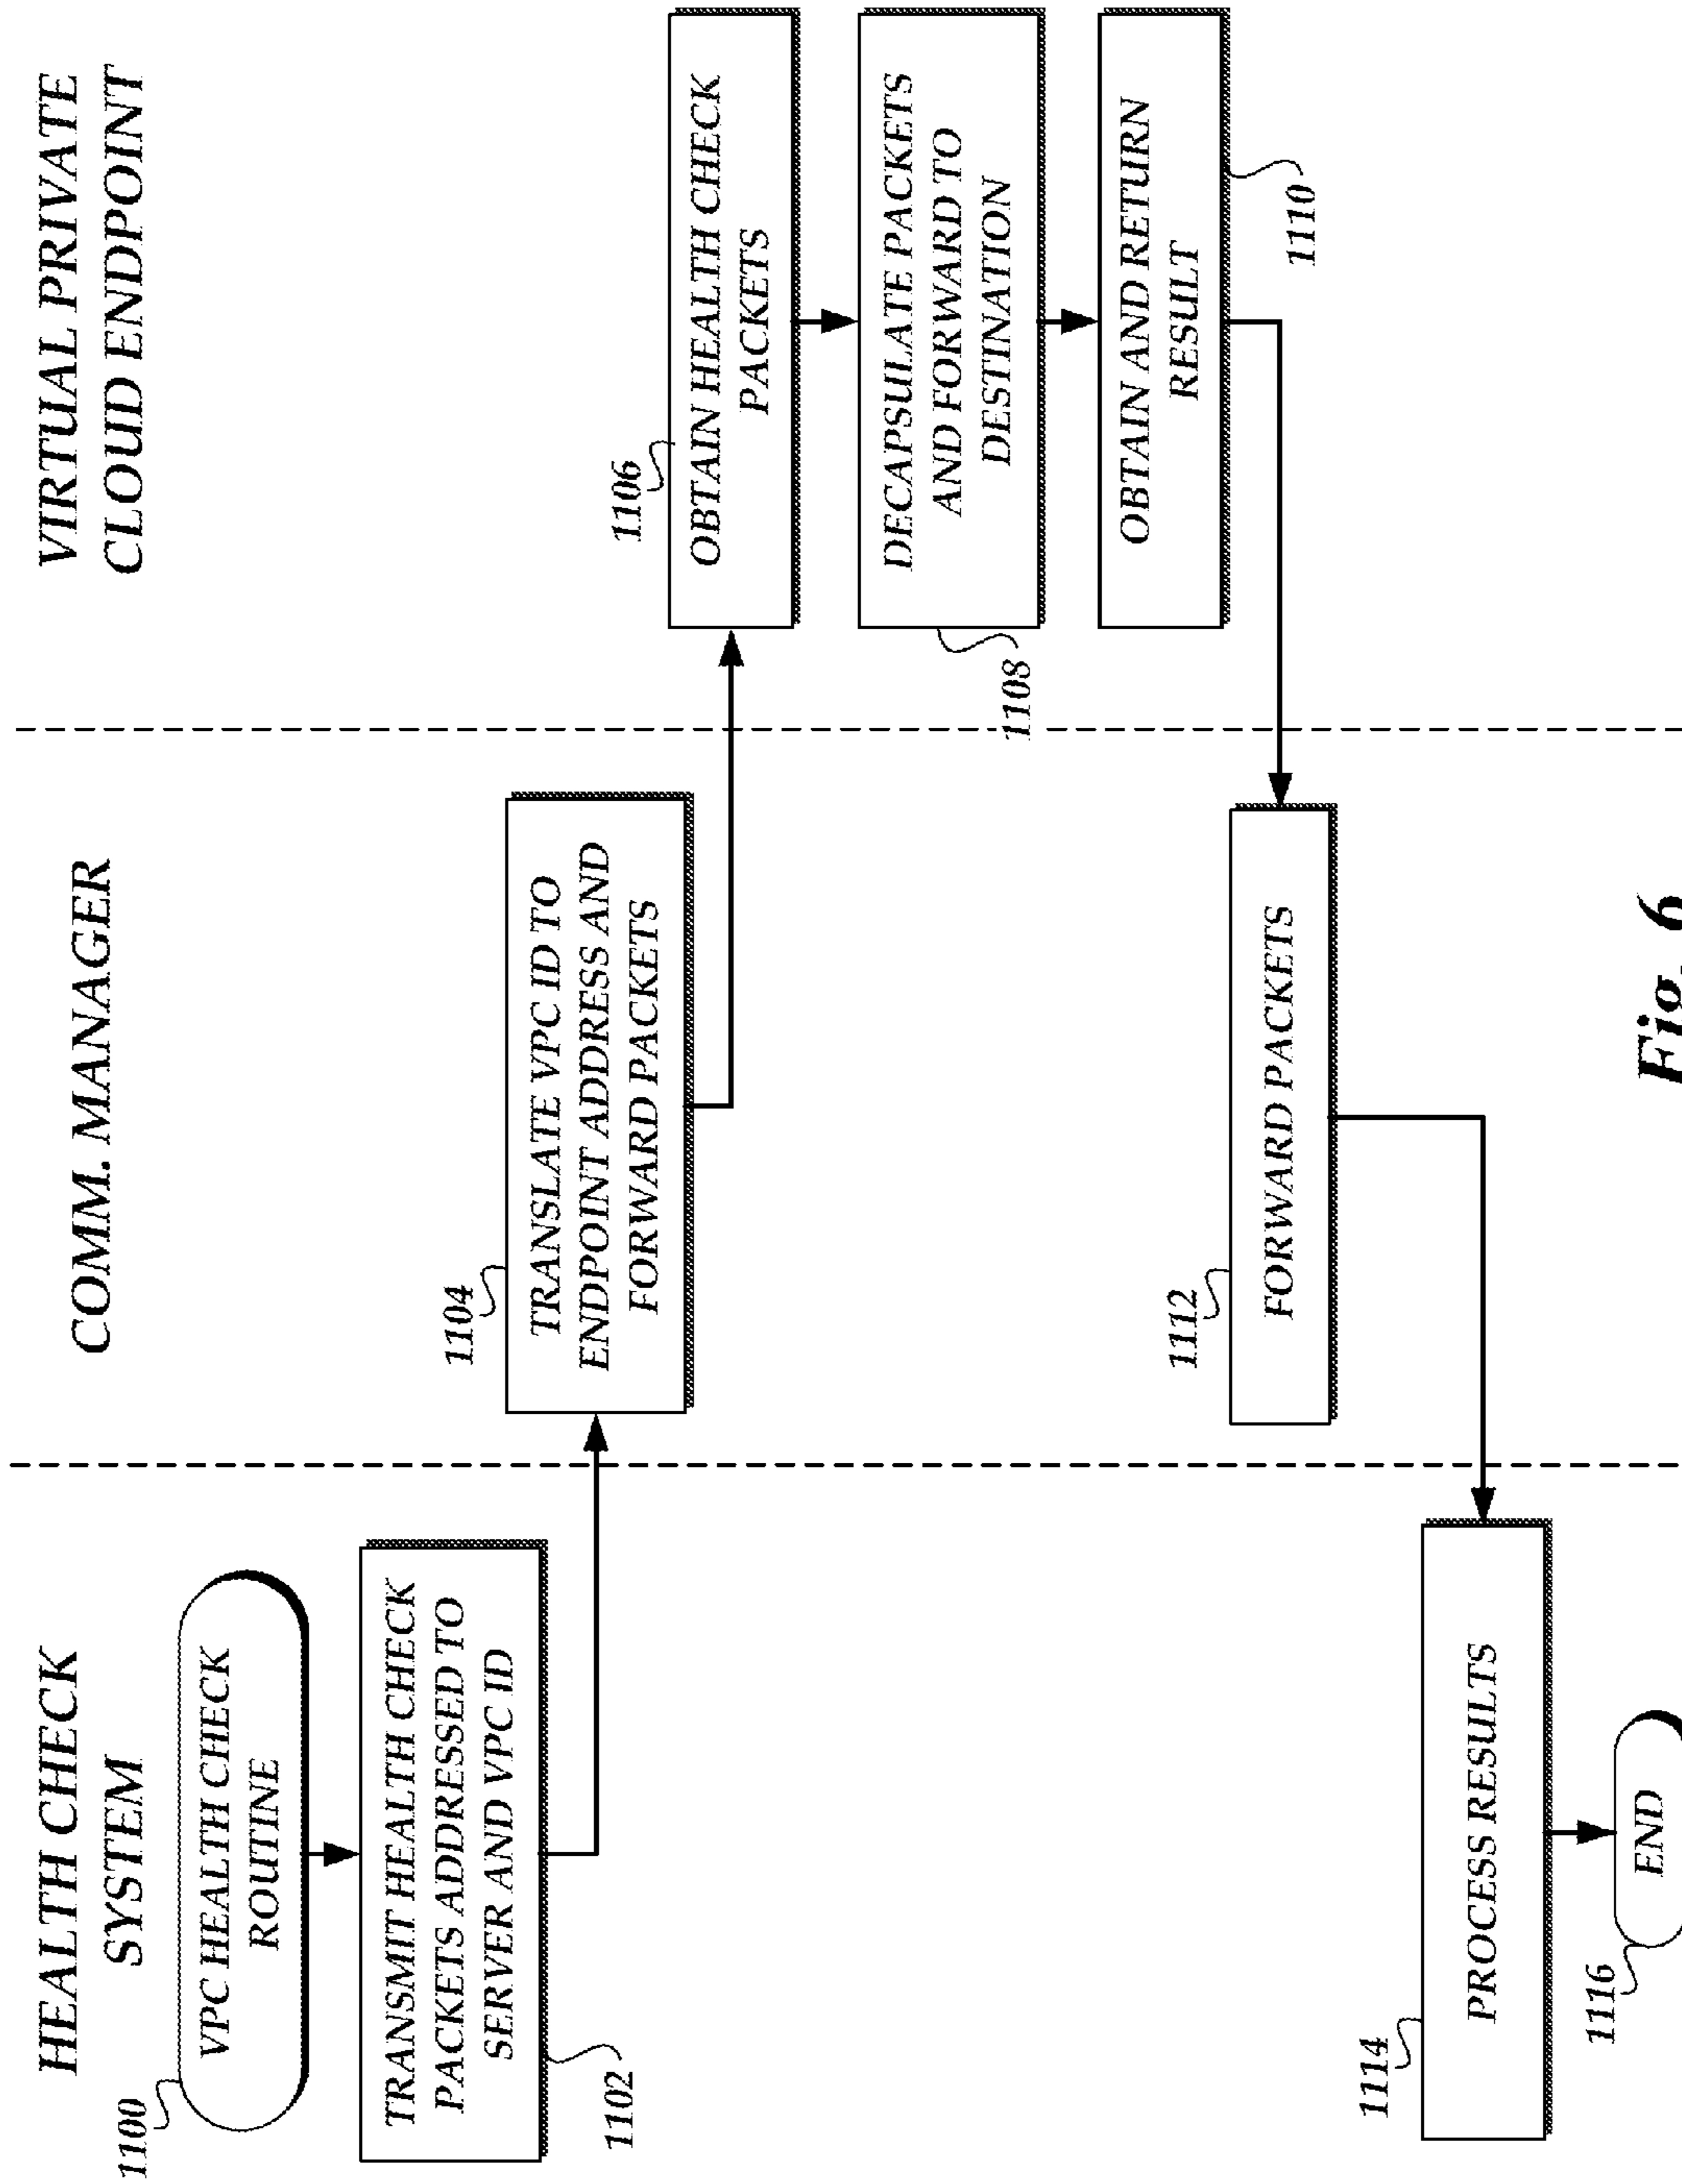 HEALTH CHECK
SYSTEM
COMM. MANAGER
VIRTUAL PRIVATE
CLOUD ENDPOINT
1100
VPC HEALTH CHECK
ROUTINE
TRANSMIT HEALTH CHECK
PACKETS ADDRESSED TO
SERVER AND VPC ID
1102
1104
TRANSLATE VPC ID TO
ENDPOINT ADDRESS AND
FORWARD PACKETS
1106
OBTAIN HEALTH CHECK
PACKETS
DECAPSULATE PACKETS
AND FORWARD TO
DESTINATION
1108
OBTAIN AND RETURN
RESULT
1110
1112
FORWARD PACKETS
1114
PROCESS RESULTS
1116
END
Fig. 6